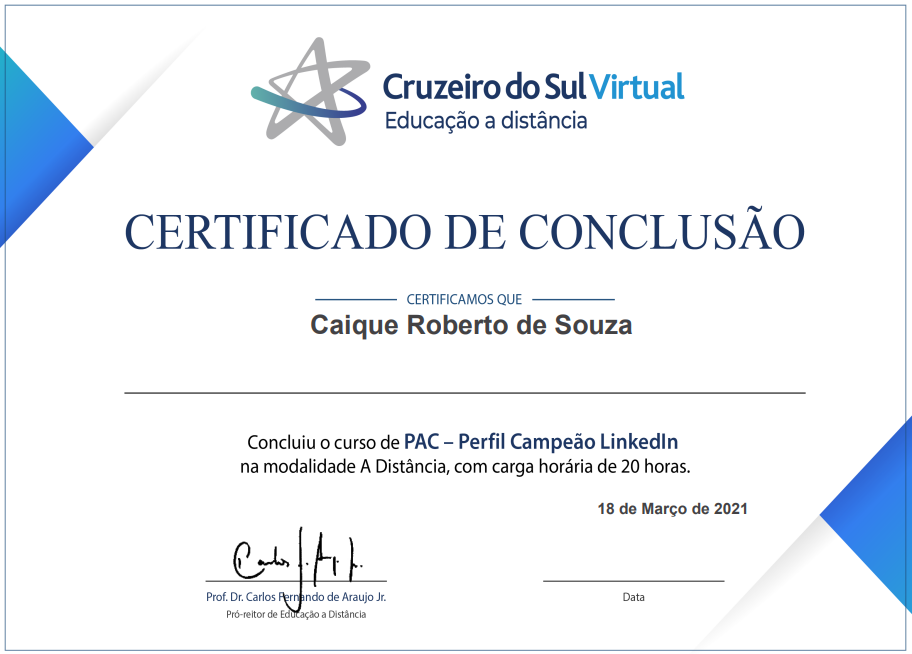 Cruzeiro do Sul Virtual
Educação a distância
CERTIFICADO DE CONCLUSÃO
CERTIFICAMOS QUE
Caique Roberto de Souza
Concluiu o curso de PAC – Perfil Campeão LinkedIn
na modalidade A Distância, com carga horária de 20 horas.
18 de Março de 2021
Prof. Dr. Carlos Fernando de Araujo Jr.
Pró-reitor de Educação a Distância
Data